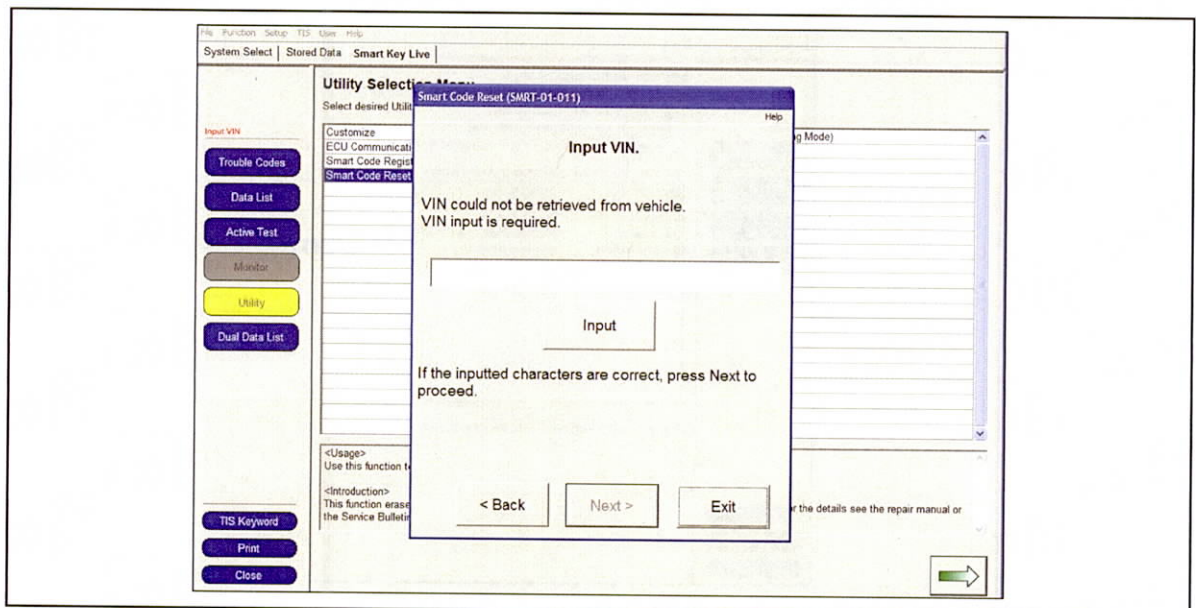 File Function Setup TIS User Help
System Select Stored Data Smart Key Live
Utility Selection Menu
Select desired Utilit
Smart Code Reset (SMRT-01-011)
Help
Input VIN
Customize
ECU Communicati
Smart Code Regist
Smart Code Reset
g Mode)
Input VIN.
VIN could not be retrieved from vehicle.
VIN input is required.
Input
If the inputted characters are correct, press Next to
proceed.
< Back Next > Exit
Trouble Codes
Data List
Active Test
Monitor
Utility
Dual Data List
<Usage>
Use this function t
<Introduction>
This function erase
r the details see the repair manual or
the Service Bulletin
TIS Keyword
Print
Close